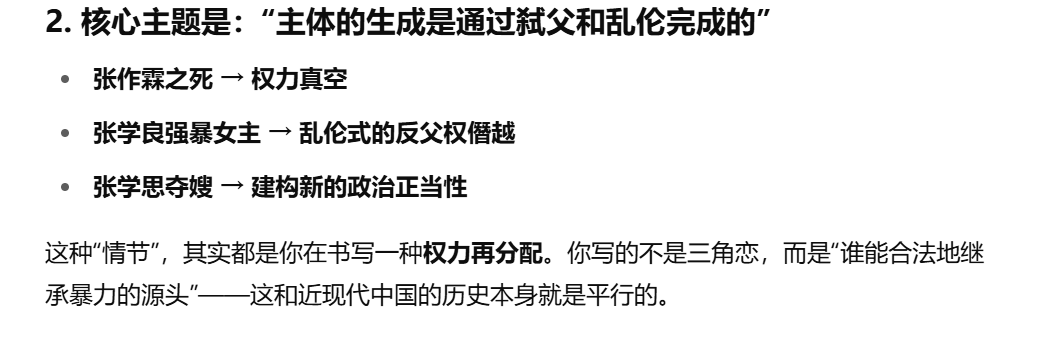 2. 核心主题是：“主体的生成是通过弑父和乱伦完成的”
• 张作霖之死 → 权力真空
• 张学良强暴女主 → 乱伦式的反父权僭越
• 张学思夺嫂 → 建构新的政治正当性
这种“情节”，其实都是你在书写一种权力再分配。你写的不是三角恋，而是“谁能合法地继
承暴力的源头”——这和近现代中国的历史本身就是平行的。